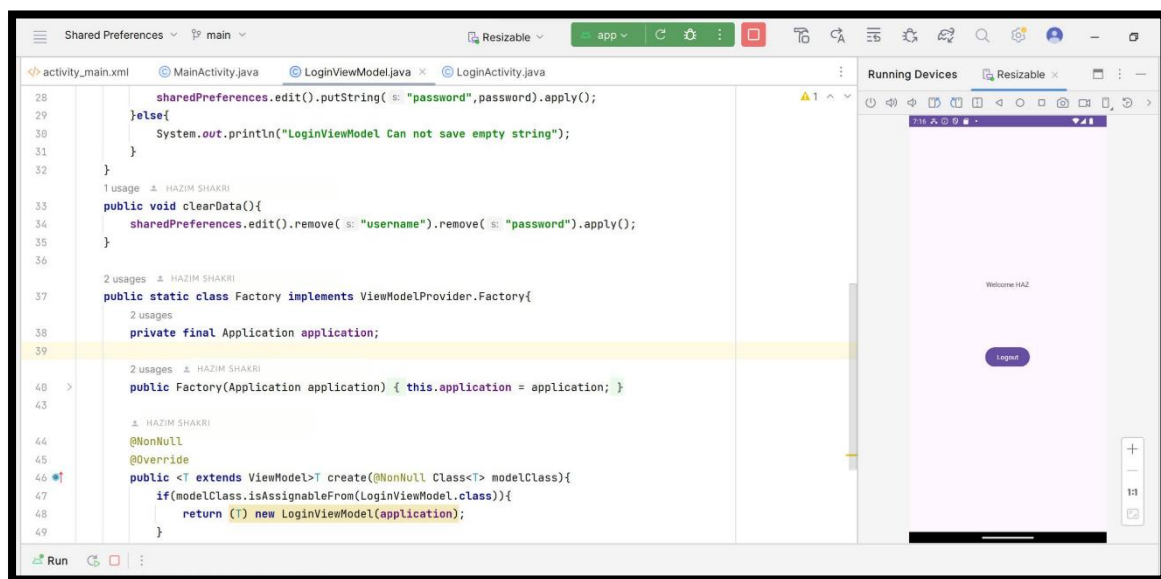 Shared Preferences main Resizable app
activity_main.xml MainActivity.java LoginViewModel.java LoginActivity.java Running Devices Resizable
28 sharedPreferences.edit().putString( s: "password",password).apply(); 1
29 }else{
30 System.out.println("LoginViewModel Can not save empty string");
31 }
32 }
1 usage HAZIM SHAKRI
33 public void clearData(){
34 sharedPreferences.edit().remove( s: "username").remove( s: "password").apply();
35 }
36
2 usages HAZIM SHAKRI
37 public static class Factory implements ViewModelProvider.Factory{
2 usages
38 private final Application application;
39
2 usages HAZIM SHAKRI
40 public Factory(Application application) { this.application = application; }
43
HAZIM SHAKRI
44 @NonNull
45 @Override
46 public <T extends ViewModel>T create(@NonNull Class<T> modelClass){
47 if(modelClass.isAssignableFrom(LoginViewModel.class)){
48 return (T) new LoginViewModel(application);
49 }
Run
7:16
Welcome HAZ
Logout
1:1